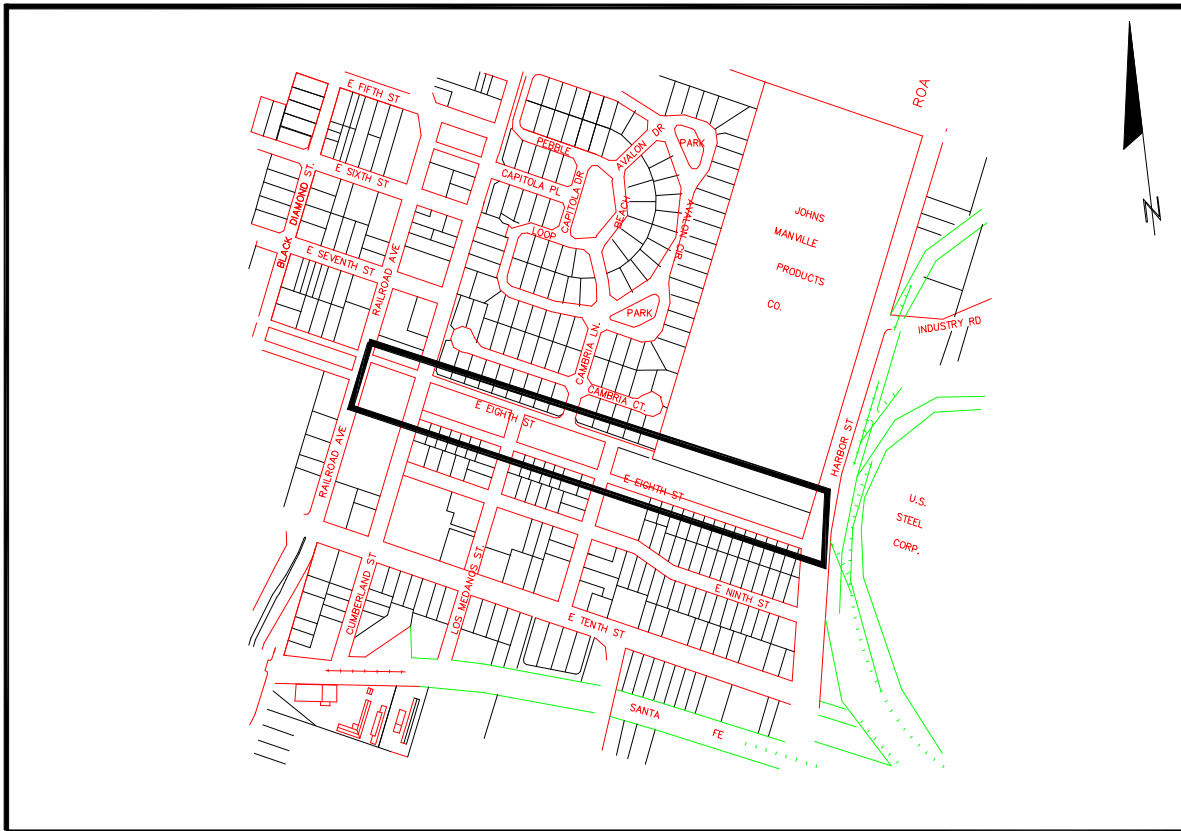 E FIFTH ST
ROA
PEBBLE
AVALON DR
PARK
E SIXTH ST
CAPITOLA PL
CAPITOLA DR
BLACK DIAMOND ST.
BEACH
AVALON CIR
JOHNS
MANVILLE
PRODUCTS
CO.
N
LOOP
E SEVENTH ST
RAILROAD AVE
PARK
INDUSTRY RD
CAMBRIA LN.
CAMBRIA CT.
E EIGHTH ST
HARBOR ST
RAILROAD AVE
E EIGHTH ST
U.S.
STEEL
CORP.
CUMBERLAND ST
LOS MEDANOS ST.
E NINTH ST
E TENTH ST
SANTA
FE